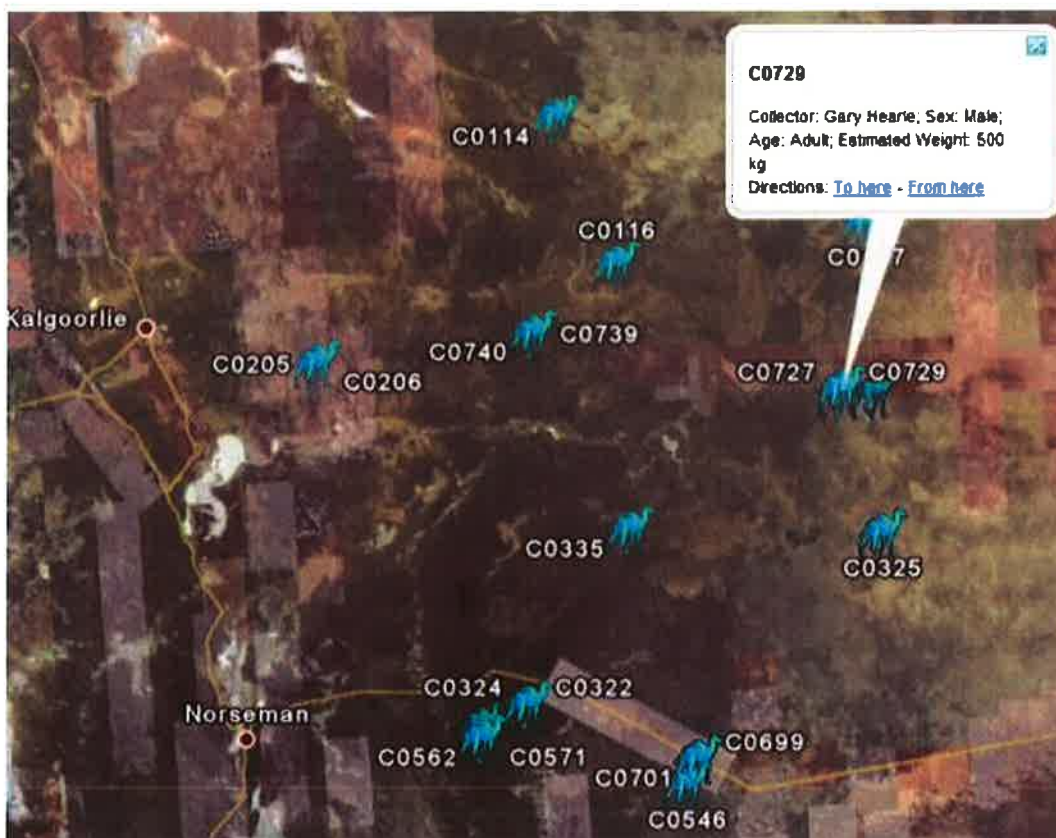 C0729
Collector: Gary Hearle; Sex: Male;
Age: Adult; Estimated Weight: 500
kg
Directions: To here - From here
C0114
C0116
Kalgoorlie
C0205
C0206
C0740
C0739
C0727
C0729
C0335
C0325
C0324
C0322
Norseman
C0562
C0571
C0699
C0701
C0546